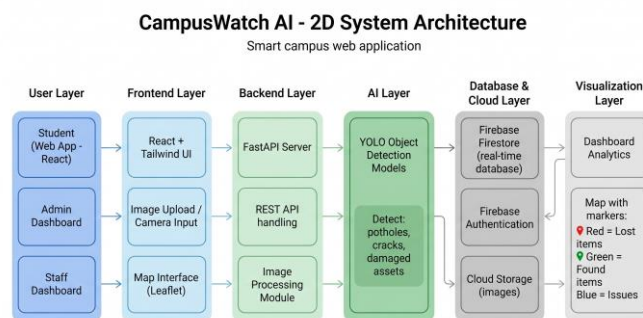 CampusWatch AI - 2D System Architecture
Smart campus web application
User Layer
Student
(Web App -
React)
Admin
Dashboard
Staff
Dashboard
Frontend Layer
React +
Tailwind UI
Image Upload /
Camera Input
Map Interface
(Leaflet)
Backend Layer
FastAPI Server
REST API
handling
Image
Processing
Module
AI Layer
YOLO Object
Detection
Models
Detect:
potholes,
cracks,
damaged
assets
Database &
Cloud Layer
Firebase
Firestore
(real-time
database)
Firebase
Authentication
Cloud Storage
(images)
Visualization
Layer
Dashboard
Analytics
Map with
markers:
Red = Lost
items
Green =
Found
items
Blue = Issues